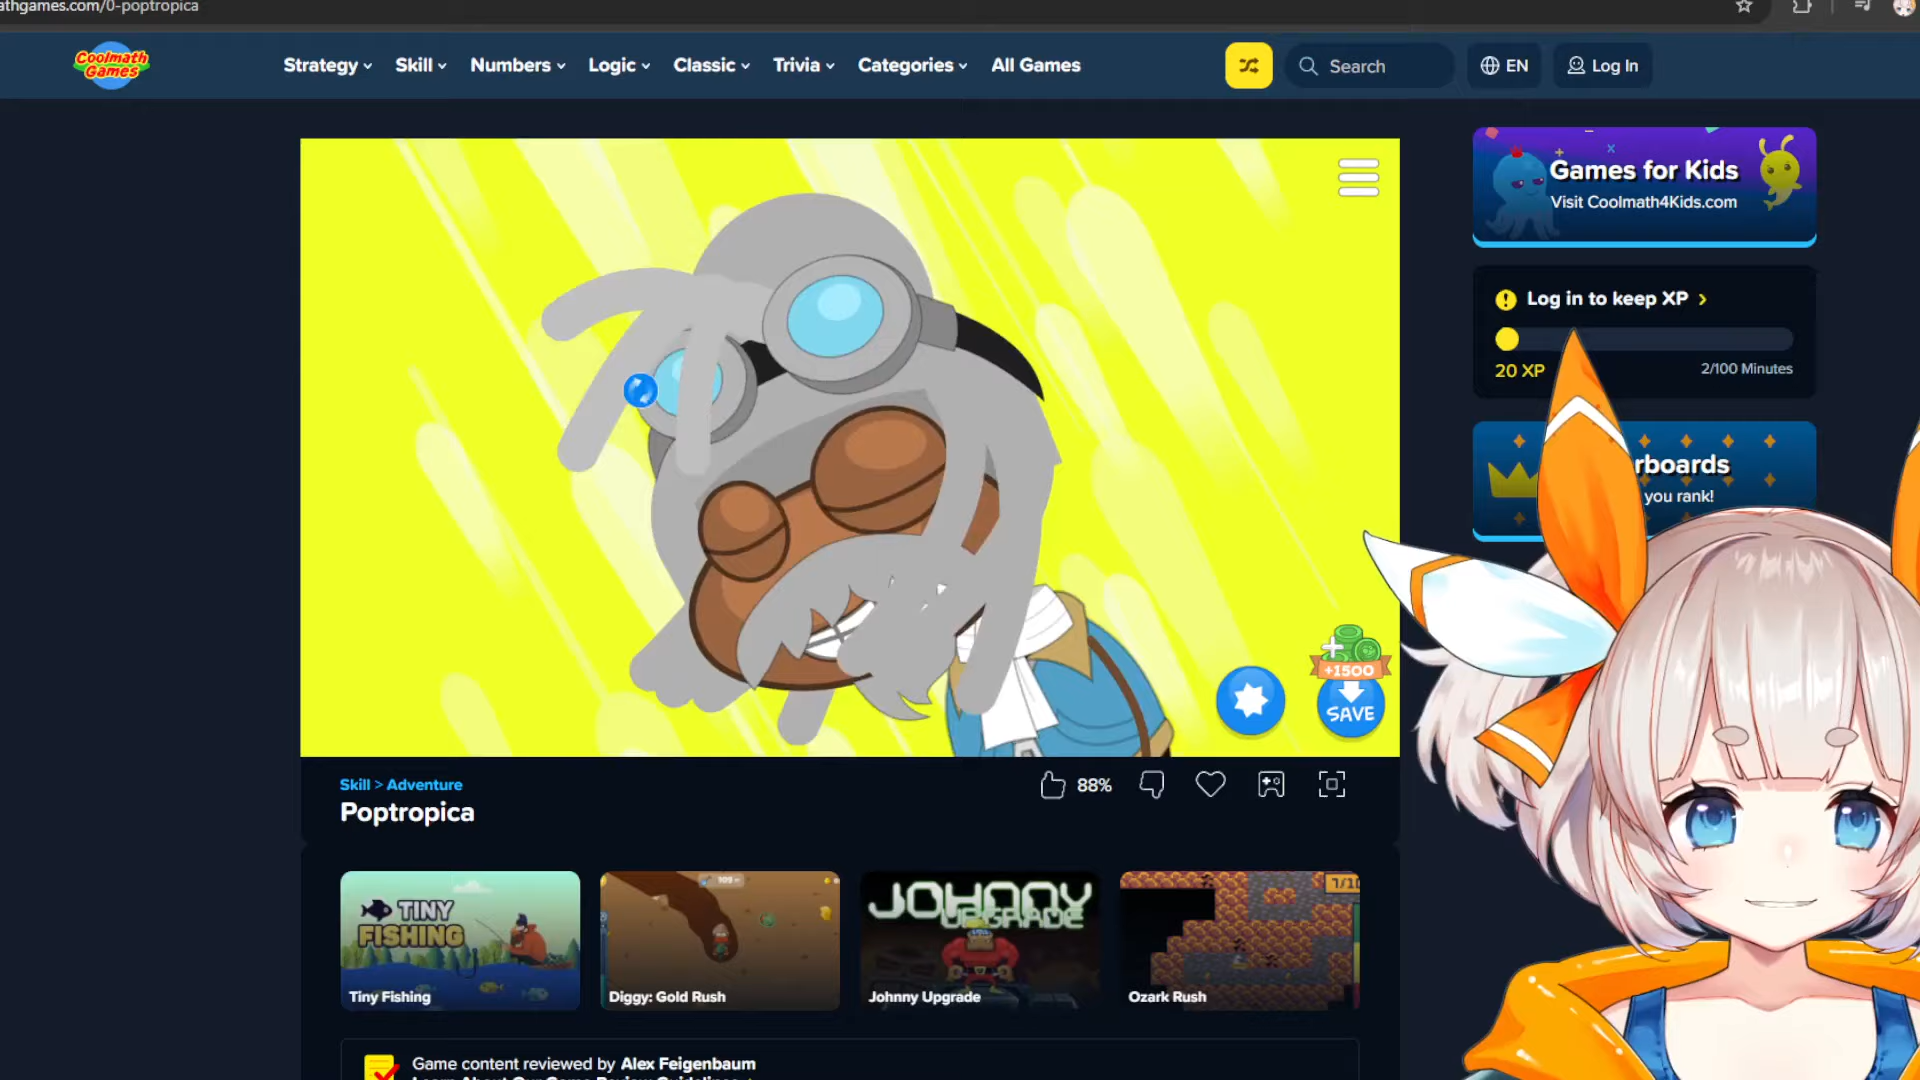 athgames.com/0-poptropica
Coolmath Games
Strategy Skill Numbers Logic Classic Trivia Categories All Games
Search
EN
Log In
Games for Kids
Visit Coolmath4Kids.com
Log in to keep XP
20 XP 2/100 Minutes
rboards
you rank!
+1500
SAVE
Skill > Adventure
88%
Poptropica
TINY FISHING
Tiny Fishing
Diggy: Gold Rush
JOHNNY UPGRADE
Johnny Upgrade
Ozark Rush
Game content reviewed by Alex Feigenbaum